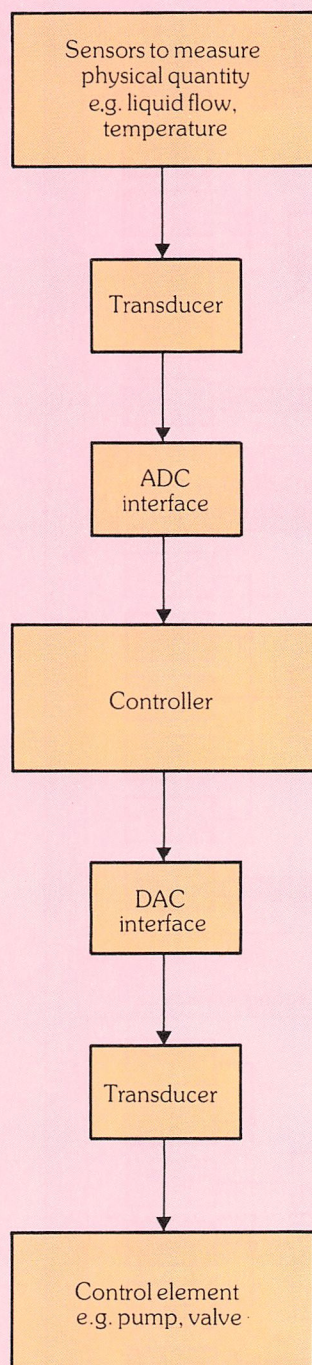 Sensors to measure
physical quantity
e.g. liquid flow,
temperature
Transducer
ADC
interface
Controller
DAC
interface
Transducer
Control element
e.g. pump, valve